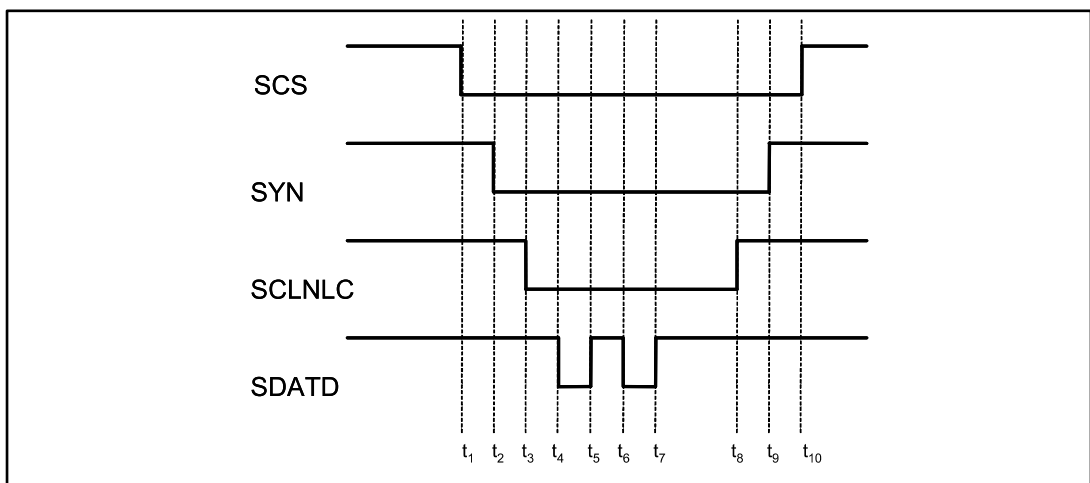 SCS
SYN
SCLNLC
SDATD
t₁ t₂ t₃ t₄ t₅ t₆ t₇ t₈ t₉ t₁₀